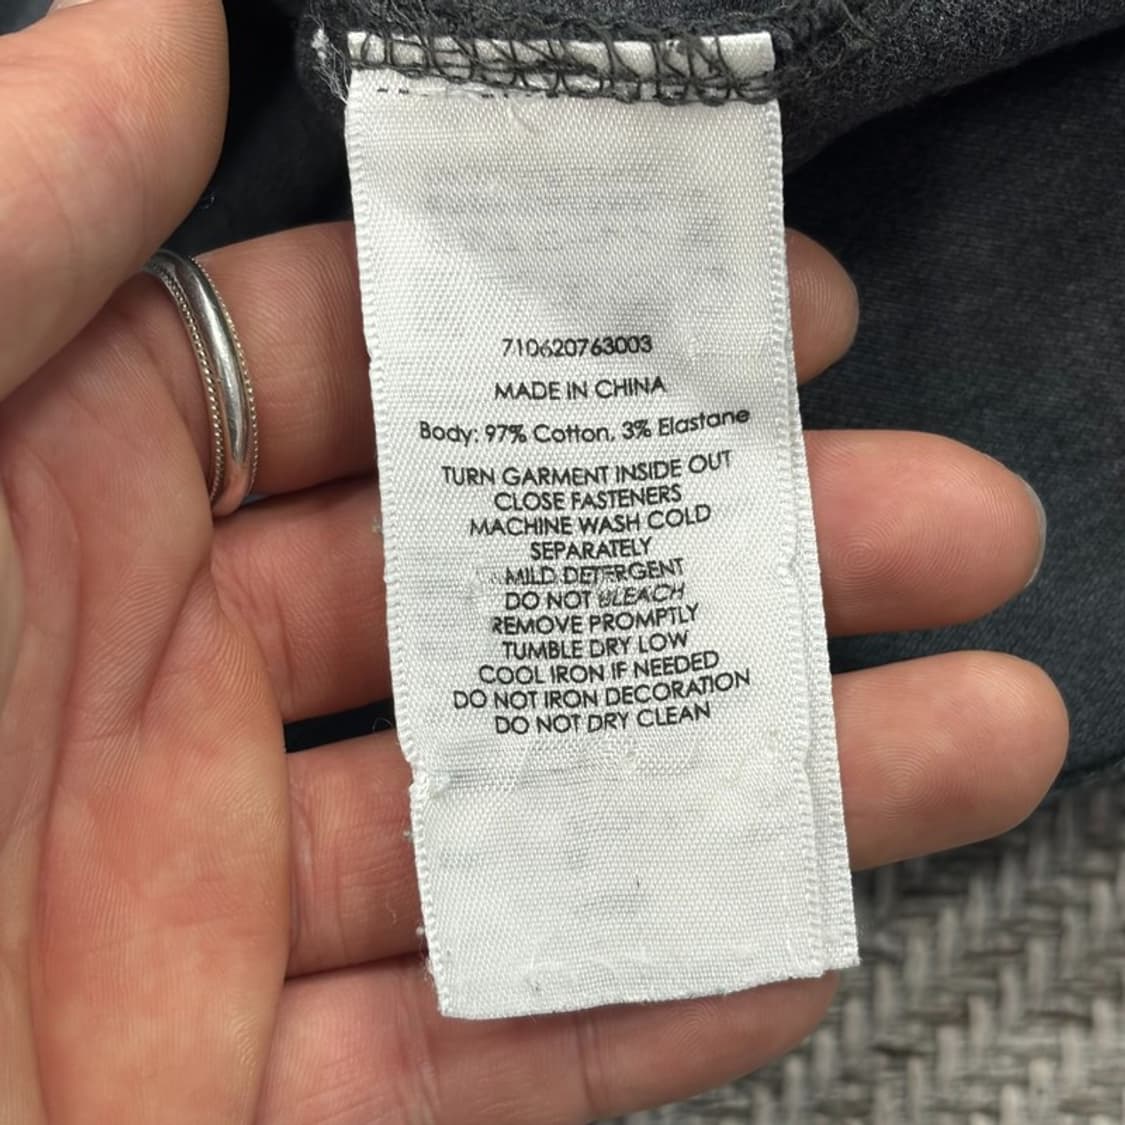 710620763003
MADE IN CHINA
Body: 97% Cotton, 3% Elastane
TURN GARMENT INSIDE OUT
CLOSE FASTENERS
MACHINE WASH COLD
SEPARATELY
MILD DETERGENT
DO NOT BLEACH
REMOVE PROMPTLY
TUMBLE DRY LOW
COOL IRON IF NEEDED
DO NOT IRON DECORATION
DO NOT DRY CLEAN